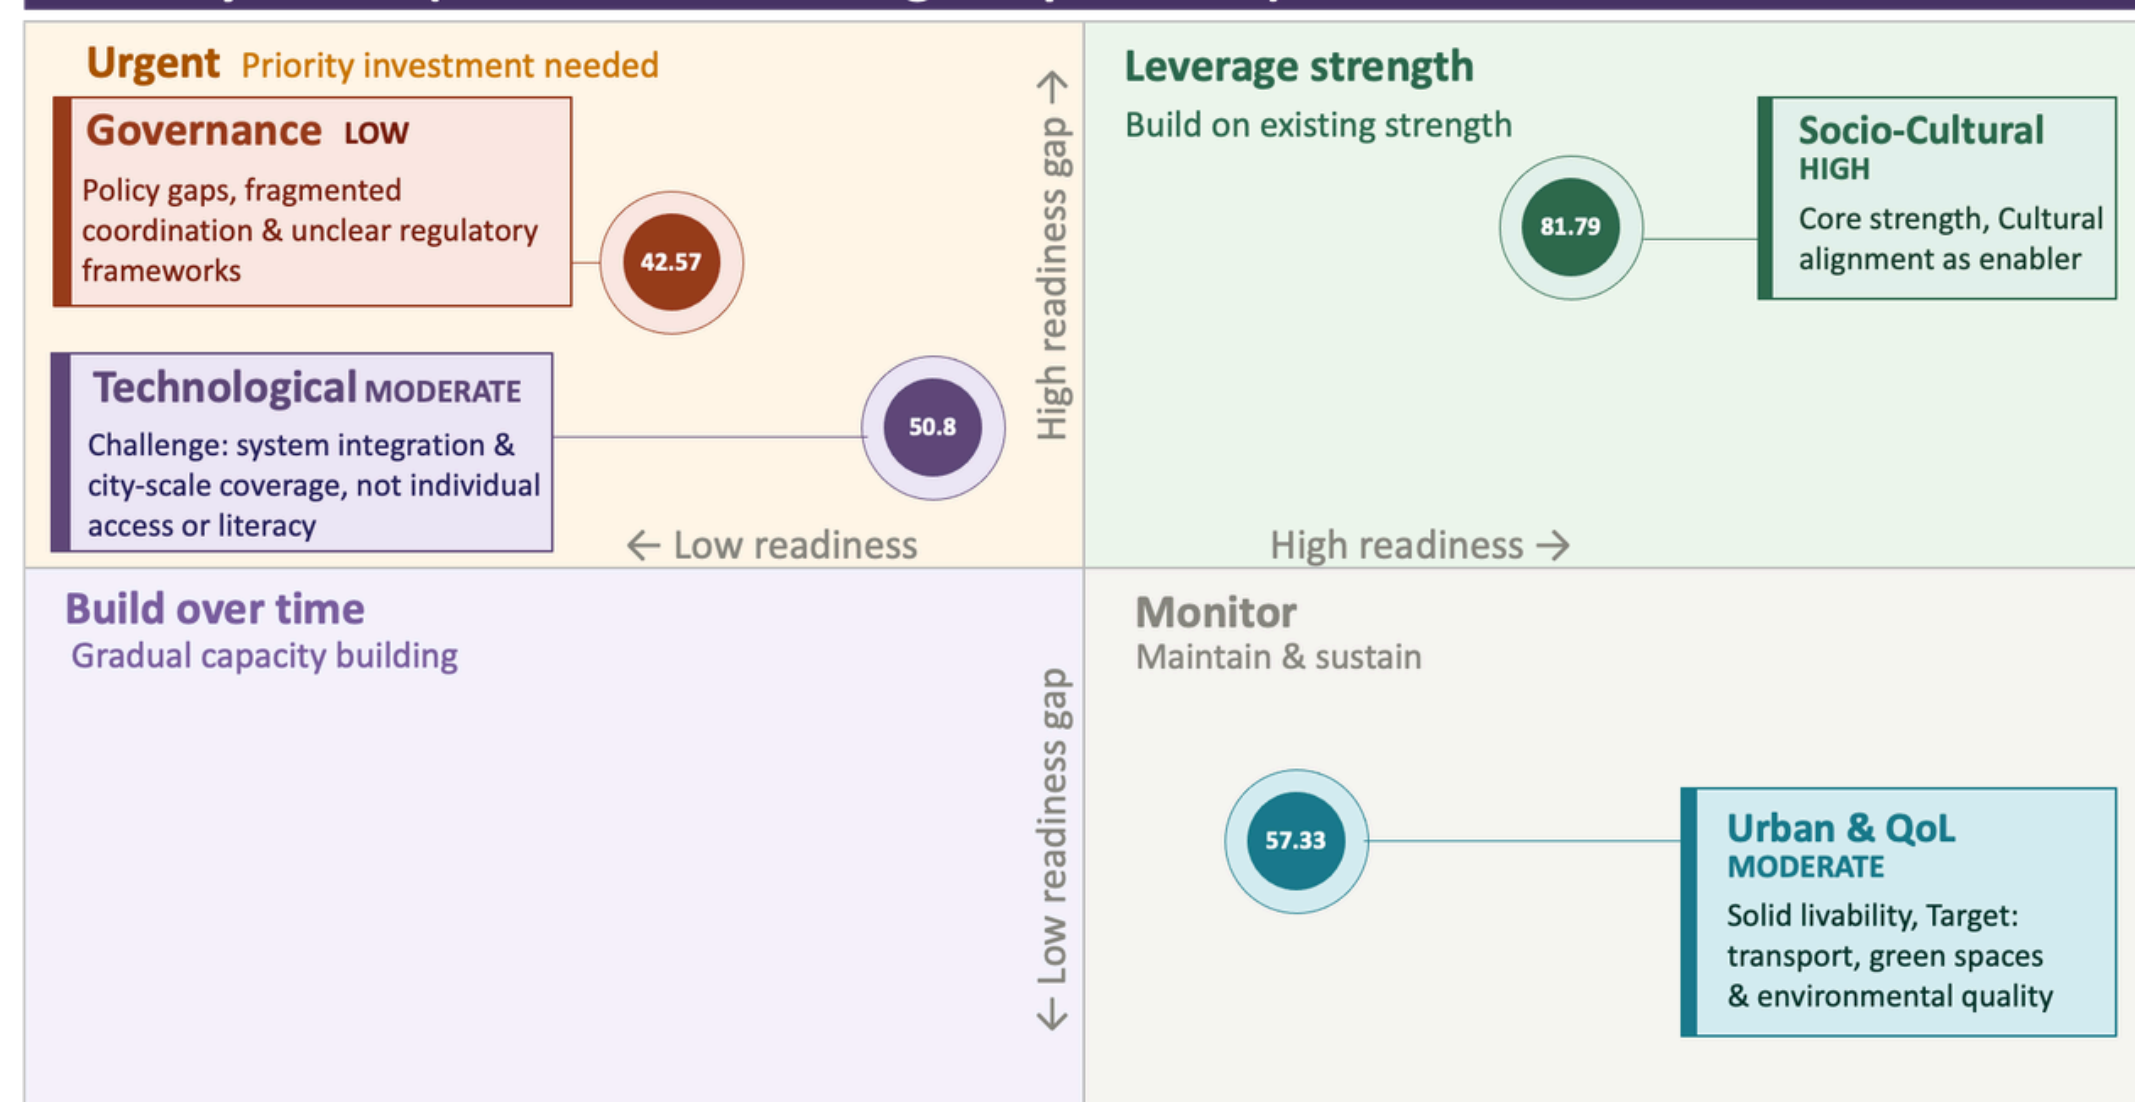 Urgent Priority investment needed
Governance LOW
Policy gaps, fragmented
coordination & unclear regulatory
frameworks
42.57
Technological MODERATE
Challenge: system integration &
city-scale coverage, not individual
access or literacy
50.8
← Low readiness
High readiness gap →
Leverage strength
Build on existing strength
81.79
Socio-Cultural
HIGH
Core strength, Cultural
alignment as enabler
High readiness →
Build over time
Gradual capacity building
← Low readiness gap
Monitor
Maintain & sustain
57.33
Urban & QoL
MODERATE
Solid livability, Target:
transport, green spaces
& environmental quality